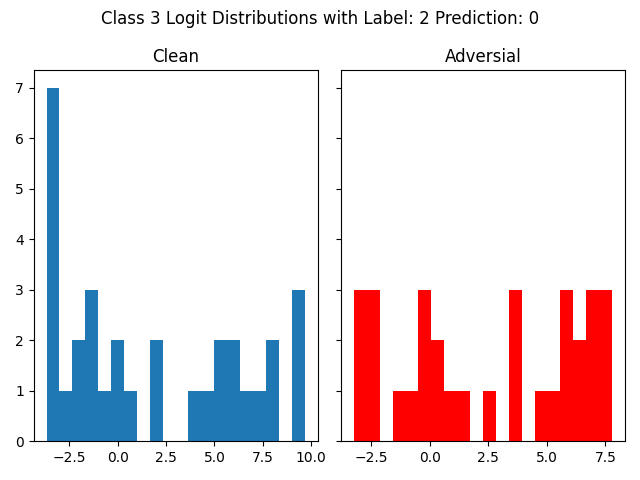 Class 3 Logit Distributions with Label: 2 Prediction: 0
Clean
Adversial
7
6
5
4
3
2
1
0
−2.5 0.0 2.5 5.0 7.5 10.0
−2.5 0.0 2.5 5.0 7.5